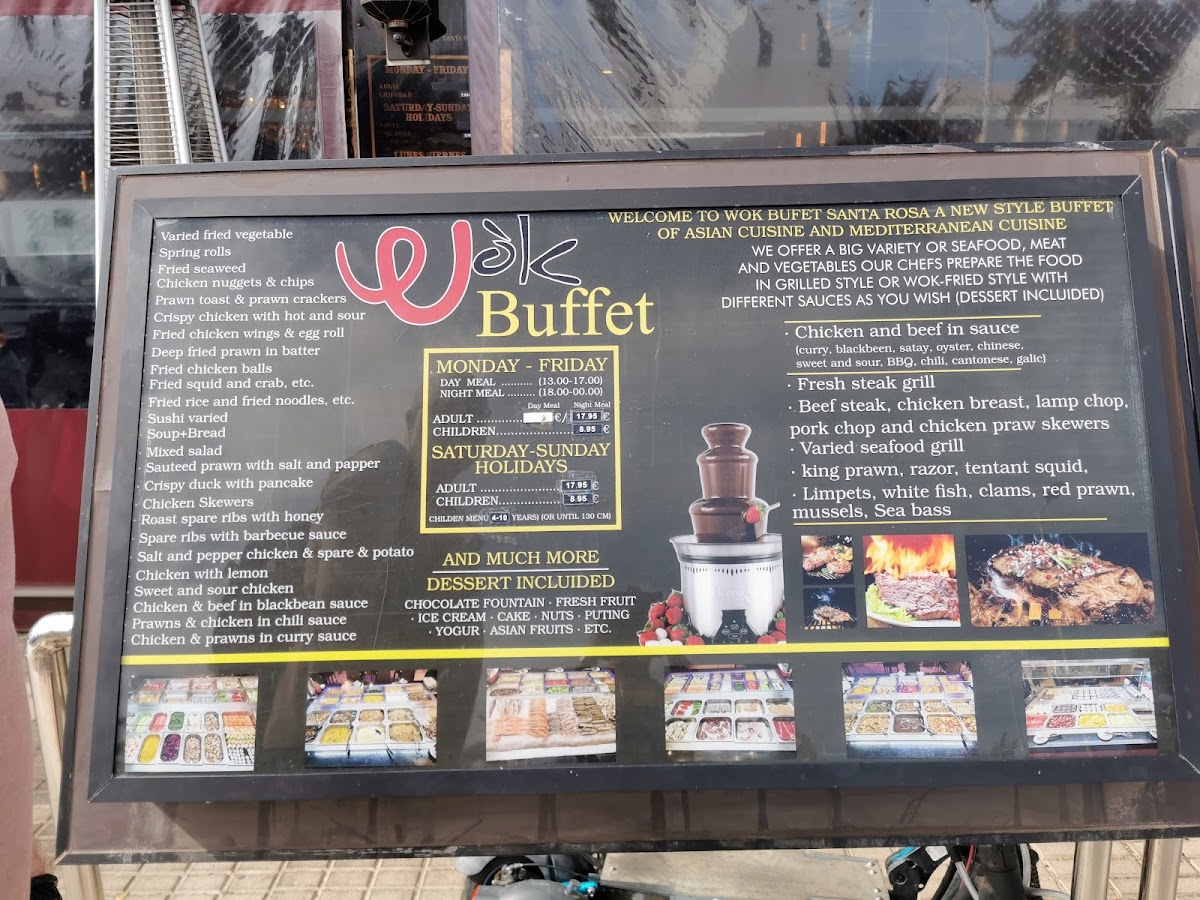 MONDAY - FRIDAY
SATURDAY-SUNDAY
HOLIDAYS
· Varied fried vegetable
· Spring rolls
· Fried seaweed
· Chicken nuggets & chips
· Prawn toast & prawn crackers
· Crispy chicken with hot and sour
· Fried chicken wings & egg roll
· Deep fried prawn in batter
· Fried chicken balls
· Fried squid and crab, etc.
· Fried rice and fried noodles, etc.
· Sushi varied
· Soup+Bread
· Mixed salad
· Sauteed prawn with salt and papper
· Crispy duck with pancake
· Chicken Skewers
· Roast spare ribs with honey
· Spare ribs with barbecue sauce
· Salt and pepper chicken & spare & potato
· Chicken with lemon
· Sweet and sour chicken
· Chicken & beef in blackbean sauce
· Prawns & chicken in chili sauce
· Chicken & prawns in curry sauce
Wòk
Buffet
MONDAY - FRIDAY
DAY MEAL .......... (13.00-17.00)
NIGHT MEAL ......... (18.00-00.00)
Day Meal Night Meal
ADULT ............ €/ 17.95 €
CHILDREN..................... 8.95 €
SATURDAY-SUNDAY
HOLIDAYS
ADULT ..................... 17.95 €
CHILDREN.................. 8.95 €
CHILDEN MENU 4-10 YEARS) (OR UNTIL 130 CM)
AND MUCH MORE
DESSERT INCLUIDED
CHOCOLATE FOUNTAIN · FRESH FRUIT
· ICE CREAM · CAKE · NUTS · PUTING
· YOGUR · ASIAN FRUITS · ETC.
WELCOME TO WOK BUFET SANTA ROSA A NEW STYLE BUFFET
OF ASIAN CUISINE AND MEDITERRANEAN CUISINE
WE OFFER A BIG VARIETY OR SEAFOOD, MEAT
AND VEGETABLES OUR CHEFS PREPARE THE FOOD
IN GRILLED STYLE OR WOK-FRIED STYLE WITH
DIFFERENT SAUCES AS YOU WISH (DESSERT INCLUIDED)
· Chicken and beef in sauce
(curry, blackbeen, satay, oyster, chinese,
sweet and sour, BBQ, chili, cantonese, galic)
· Fresh steak grill
· Beef steak, chicken breast, lamp chop,
pork chop and chicken praw skewers
· Varied seafood grill
· king prawn, razor, tentant squid,
· Limpets, white fish, clams, red prawn,
mussels, Sea bass